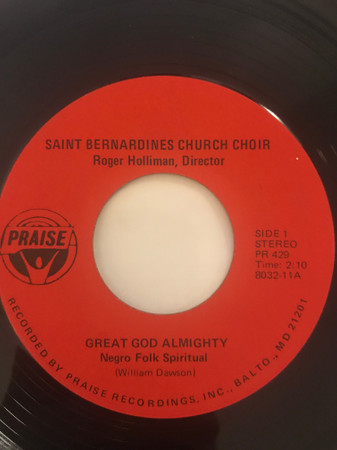 SAINT BERNARDINES CHURCH CHOIR
Roger Holliman, Director
PRAISE
SIDE 1
STEREO
PR 429
Time: 2:10
8032-11A
GREAT GOD ALMIGHTY
Negro Folk Spiritual
(William Dawson)
RECORDED BY PRAISE RECORDINGS, INC., BALTO., MD 21201